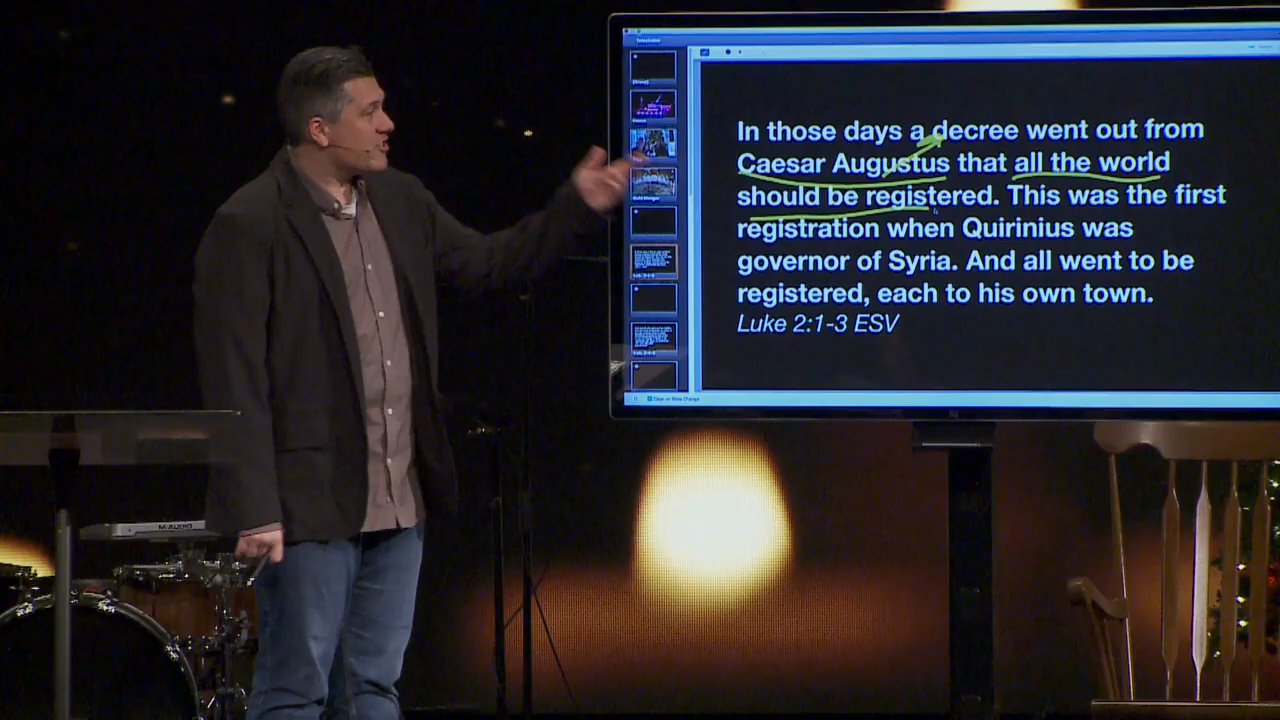 In those days a decree went out from
Caesar Augustus that all the world
should be registered. This was the first
registration when Quirinius was
governor of Syria. And all went to be
registered, each to his own town.
Luke 2:1-3 ESV
M-AUDIO